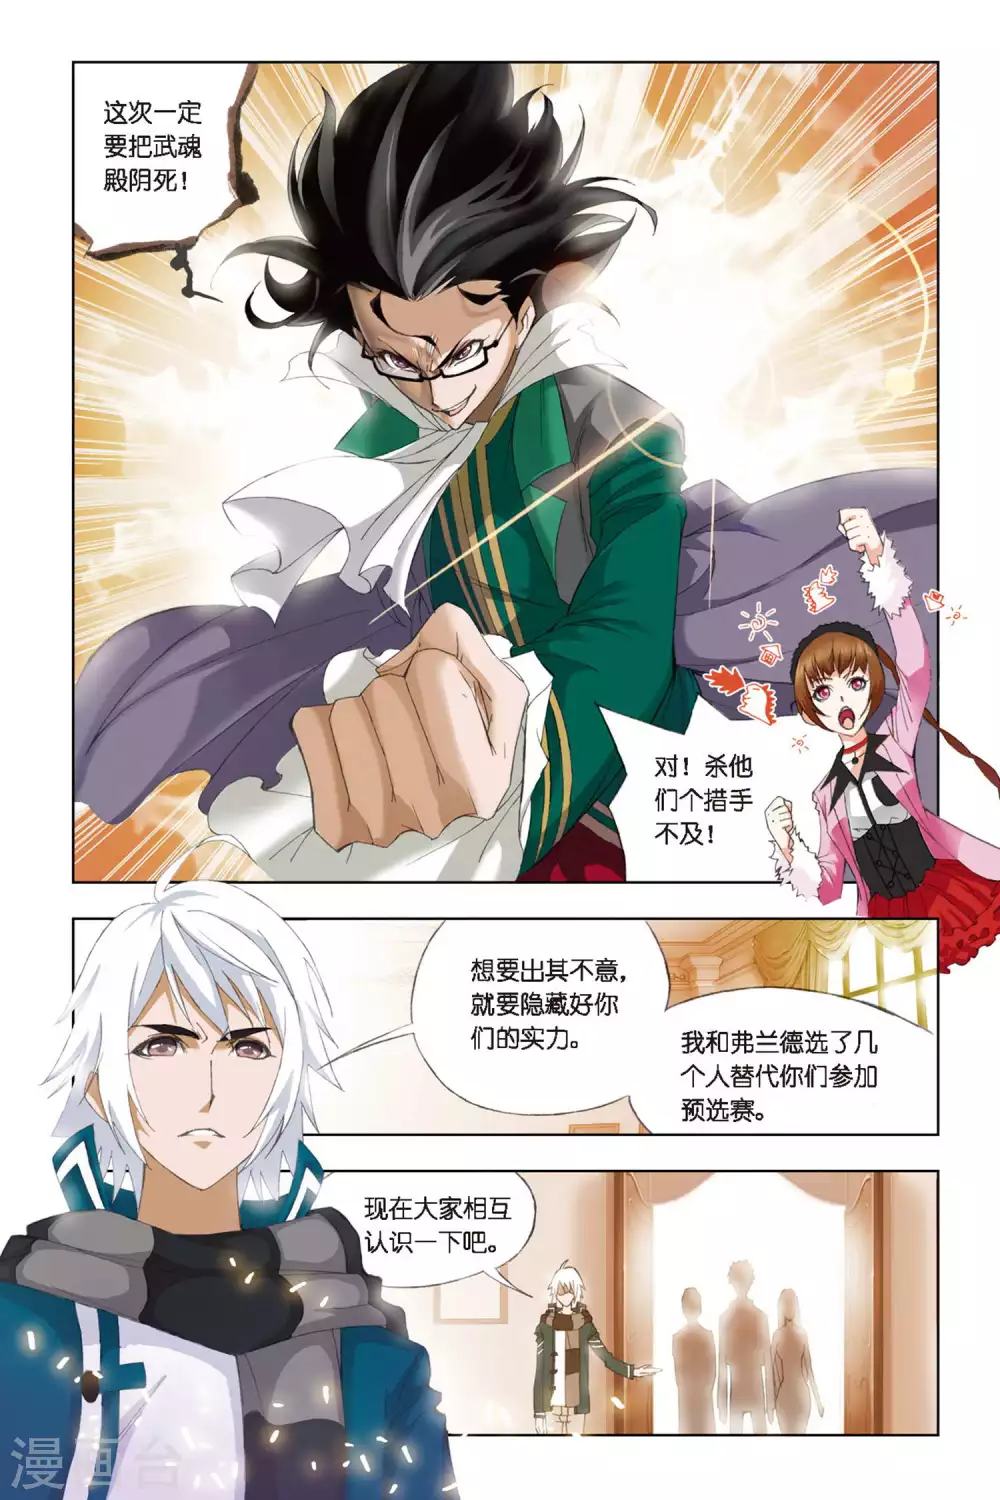 这次一定
要把武魂
殿阴死！
对！杀他
们个措手
不及！
想要出其不意，
就要隐藏好你
们的实力。
我和弗兰德选了几
个人替代你们参加
预选赛。
现在大家相互
认识一下吧。
漫画台